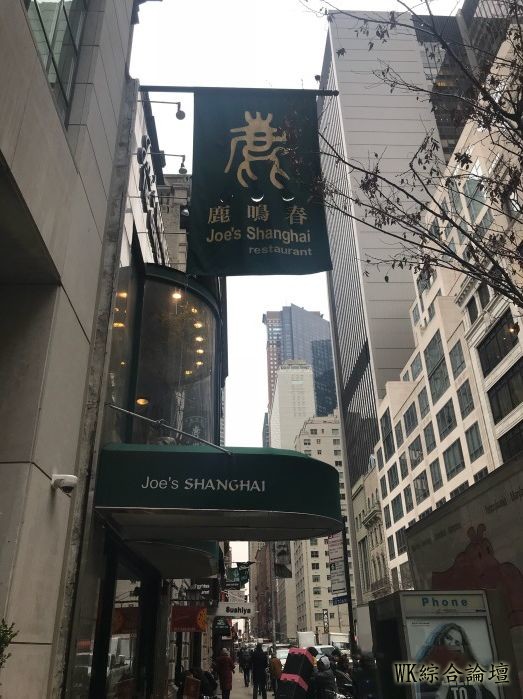 鹿鳴春
Joe's Shanghai
restaurant
Joe's SHANGHAI
Sushiya
Phone
WK綜合論壇